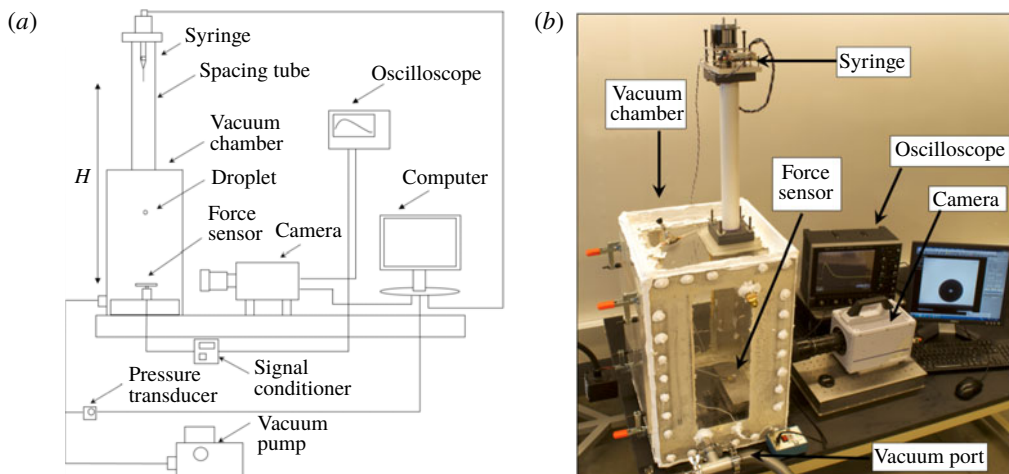 (a)
Syringe
Spacing tube
Oscilloscope
Vacuum
chamber
H
Droplet
Computer
Force
sensor
Camera
Signal
conditioner
Pressure
transducer
Vacuum
pump
(b)
Syringe
Vacuum
chamber
Oscilloscope
Force
sensor
Camera
Vacuum port